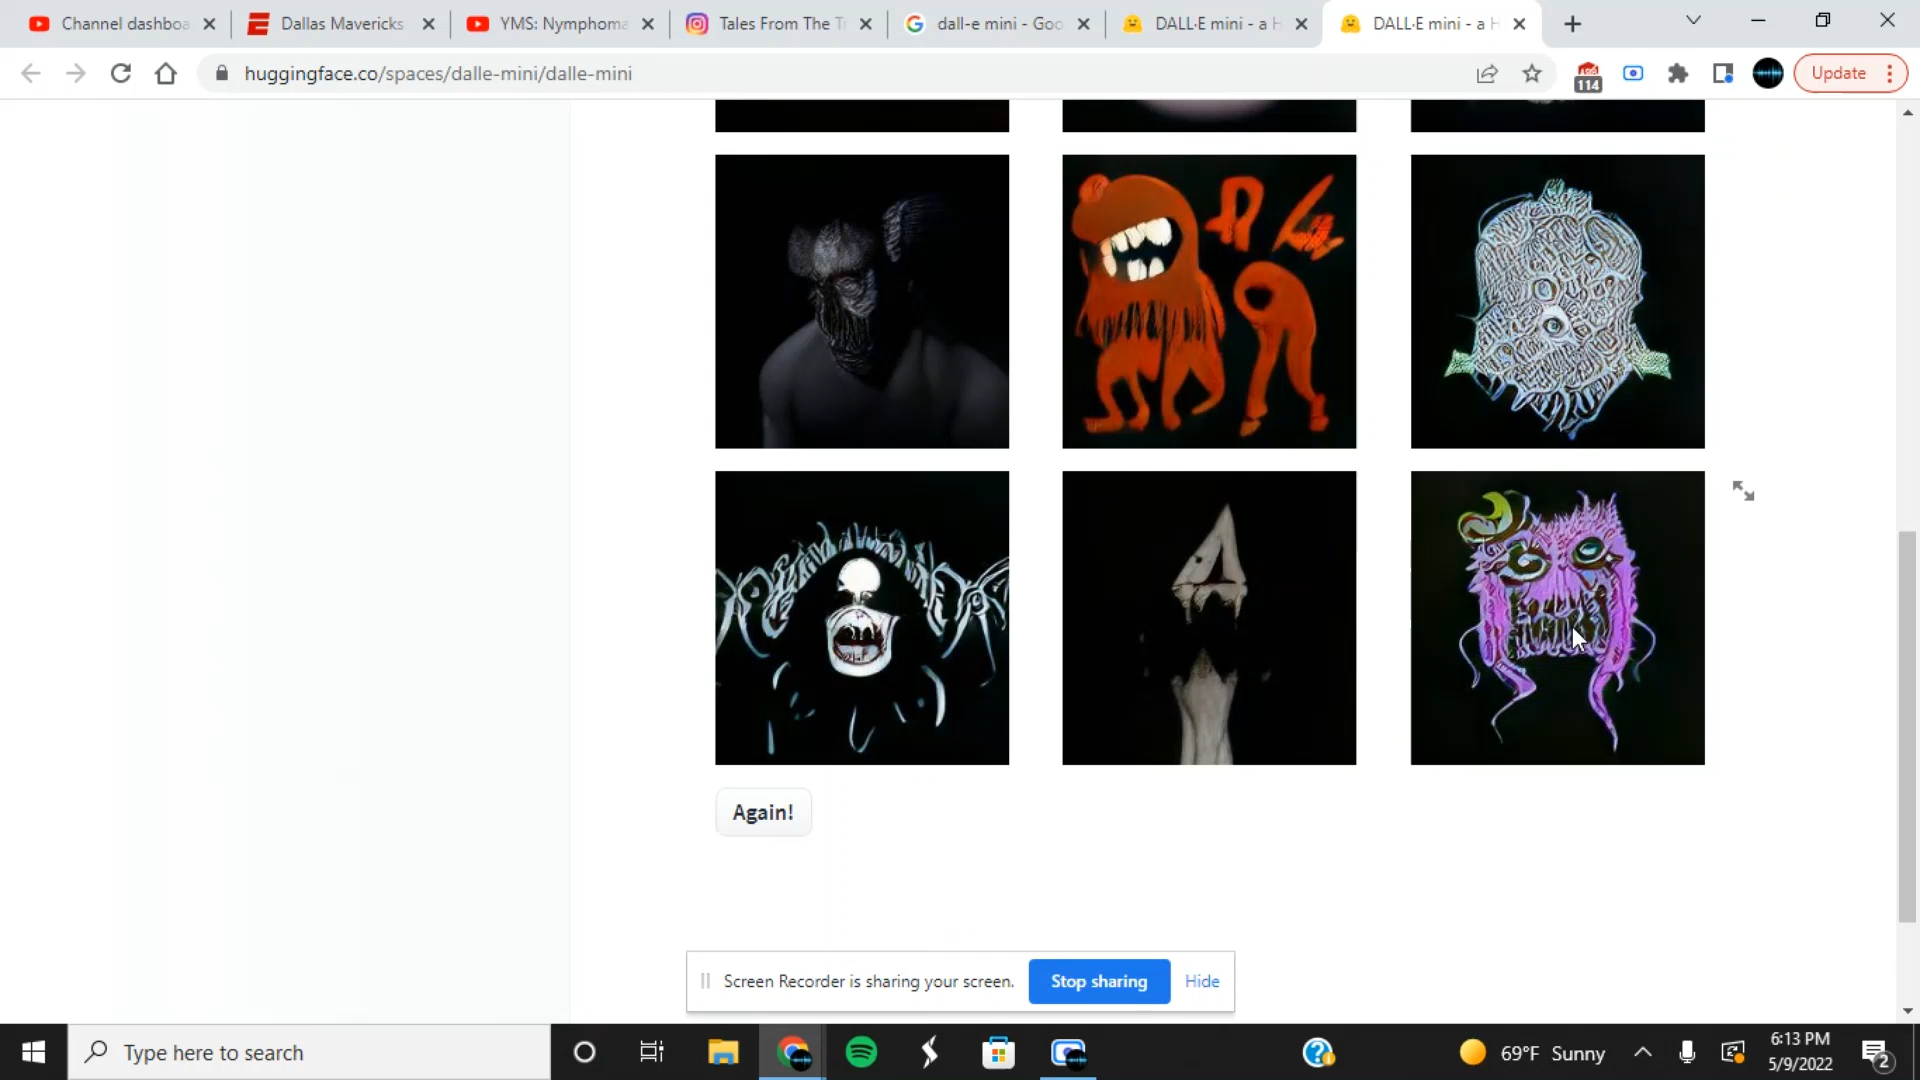 Channel dashboa
Dallas Mavericks
YMS: Nymphoma
Tales From The Tr
dall-e mini - Goo
DALL·E mini - a H
DALL·E mini - a H
huggingface.co/spaces/dalle-mini/dalle-mini
114
Update
Again!
Screen Recorder is sharing your screen.
Stop sharing
Hide
Type here to search
69°F Sunny
6:13 PM
5/9/2022
2